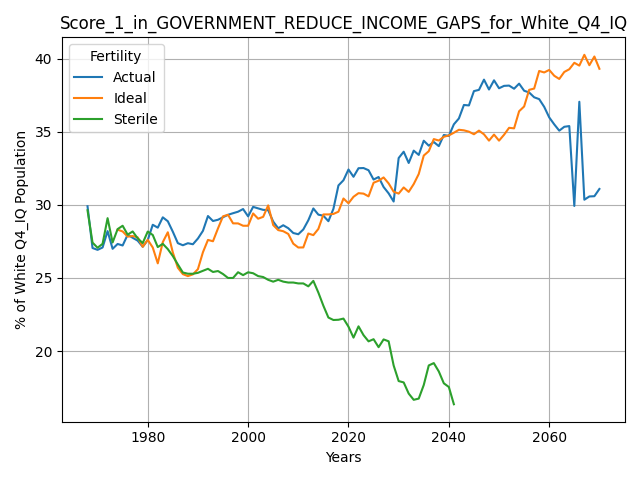 Score_1_in_GOVERNMENT_REDUCE_INCOME_GAPS_for_White_Q4_IQ
Fertility
Actual
Ideal
Sterile
% of White Q4_IQ Population
40
35
30
25
20
1980
2000
2020
2040
2060
Years